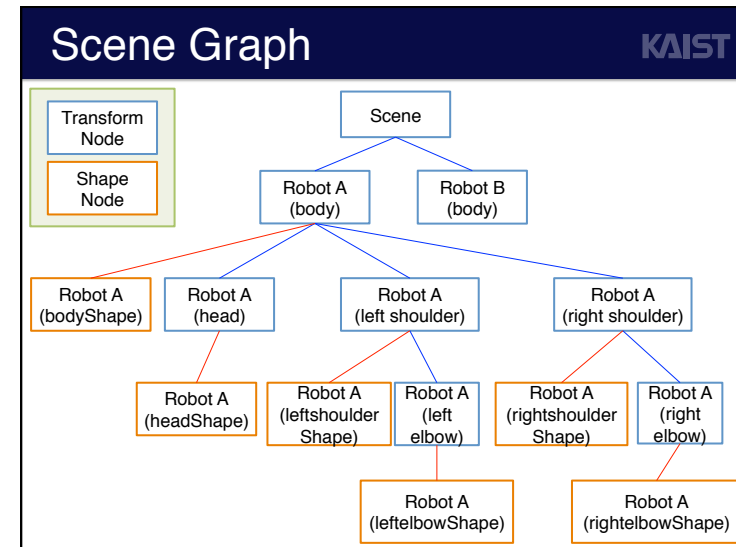 Scene Graph
KAIST
Transform
Node
Shape
Node
Scene
Robot A
(body)
Robot B
(body)
Robot A
(bodyShape)
Robot A
(head)
Robot A
(left shoulder)
Robot A
(right shoulder)
Robot A
(headShape)
Robot A
(leftshoulder
Shape)
Robot A
(left
elbow)
Robot A
(rightshoulder
Shape)
Robot A
(right
elbow)
Robot A
(leftelbowShape)
Robot A
(rightelbowShape)